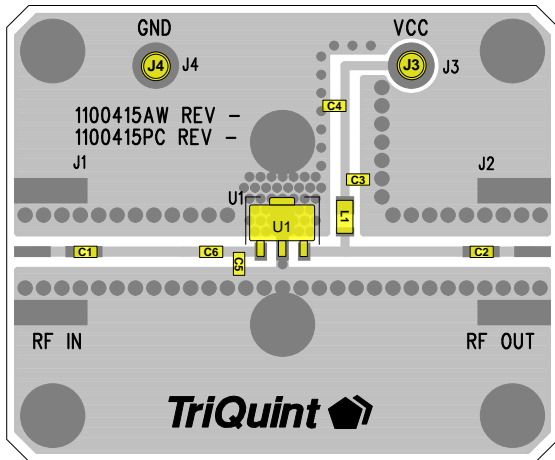 GND
VCC
J4
J4
J3
J3
C4
1100415AW REV -
1100415PC REV -
J1
J2
C3
U1
U1
L1
C1
C6
C5
C2
RF IN
RF OUT
TriQuint